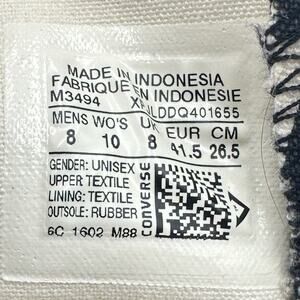 MADE IN INDONESIA
FABRIQUE EN INDONESIE
M3494
MENS WO'S UK EUR CM
8 10 8 41.5 26.5
GENDER: UNISEX
UPPER: TEXTILE
LINING: TEXTILE
OUTSOLE: RUBBER
6C 1602 M88
CONVERSE